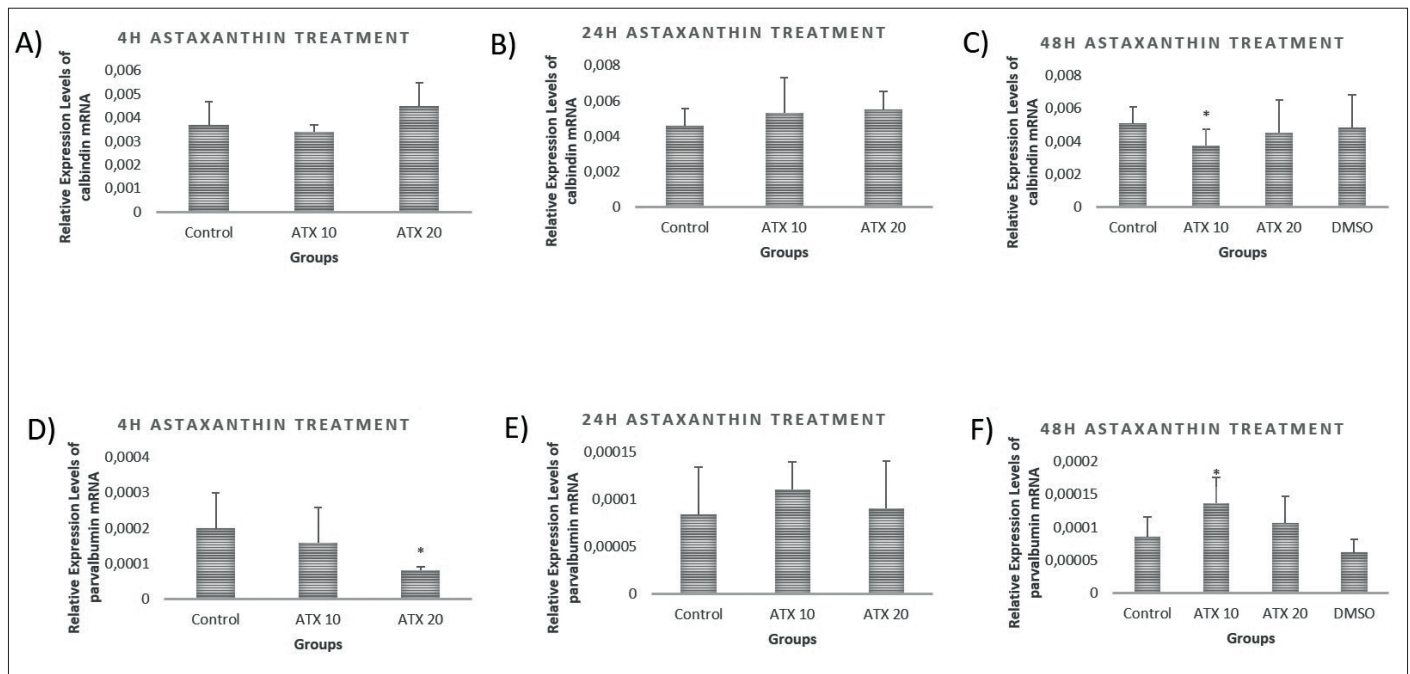 A)
4H ASTAXANTHIN TREATMENT
Relative Expression Levels of
calbindin mRNA
0,006
0,005
0,004
0,003
0,002
0,001
0
Control ATX 10 ATX 20
Groups
B)
24H ASTAXANTHIN TREATMENT
Relative Expression Levels of
calbindin mRNA
0,008
0,006
0,004
0,002
0
Control ATX 10 ATX 20
Groups
C)
48H ASTAXANTHIN TREATMENT
Relative Expression Levels of
calbindin mRNA
0,008
0,006
0,004
0,002
0
*
Control ATX 10 ATX 20 DMSO
Groups
D)
4H ASTAXANTHIN TREATMENT
Relative Expression Levels of
parvalbumin mRNA
0,0004
0,0003
0,0002
0,0001
0
*
Control ATX 10 ATX 20
Groups
E)
24H ASTAXANTHIN TREATMENT
Relative Expression Levels of
parvalbumin mRNA
0,00015
0,0001
0,00005
0
Control ATX 10 ATX 20
Groups
F)
48H ASTAXANTHIN TREATMENT
Relative Expression Levels of
parvalbumin mRNA
0,0002
0,00015
0,0001
0,00005
0
*
Control ATX 10 ATX 20 DMSO
Groups